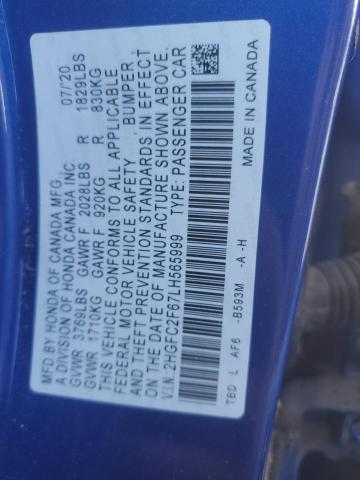 MFD. BY HONDA OF CANADA MFG. 07/20
A DIVISION OF HONDA CANADA INC.
GVWR 3769LBS GAWR F 2028LBS R 1829LBS
GVWR 1710KG GAWR F 920KG R 830KG
THIS VEHICLE CONFORMS TO ALL APPLICABLE
FEDERAL MOTOR VEHICLE SAFETY, BUMPER,
THEFT PREVENTION STANDARDS IN EFFECT
ON THE DATE OF MANUFACTURE SHOWN ABOVE.
V.I.N. 2HGFC2F67LH565999 TYPE: PASSENGER CAR
TBD L AF6 -B593M -A -H MADE IN CANADA